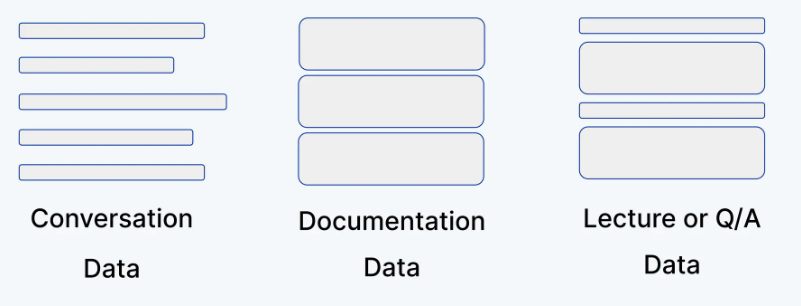 Conversation
Data
Documentation
Data
Lecture or Q/A
Data